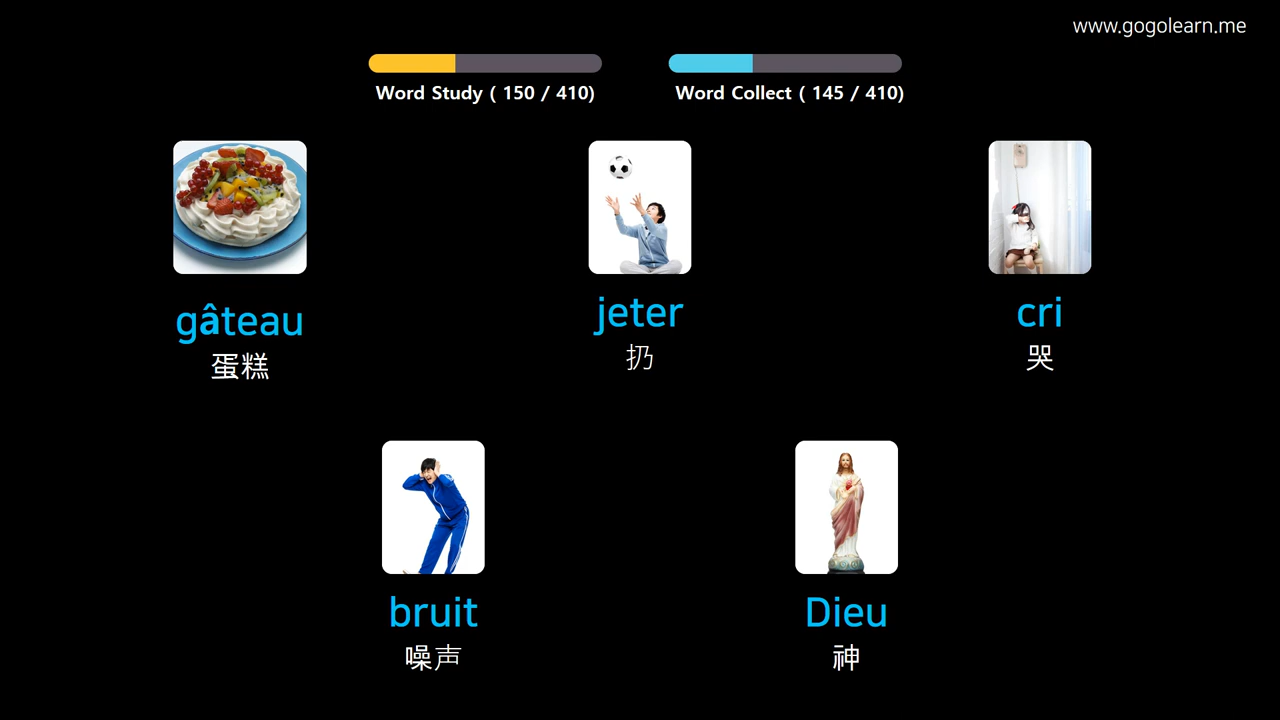 www.gogolearn.me
Word Study ( 150 / 410)
Word Collect ( 145 / 410)
gâteau
蛋糕
jeter
扔
cri
哭
bruit
噪声
Dieu
神